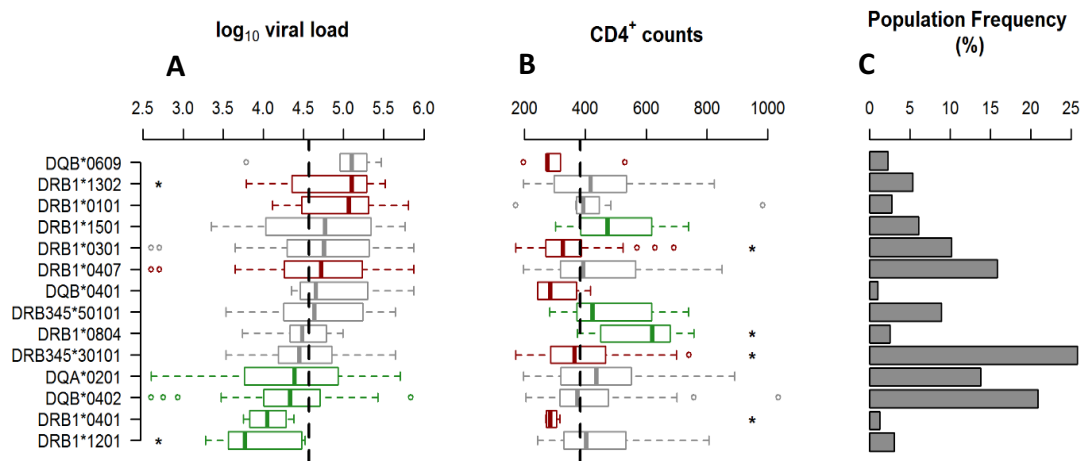 log₁₀ viral load
CD4⁺ counts
Population Frequency
(%)
A
B
C
2.5 3.0 3.5 4.0 4.5 5.0 5.5 6.0
200 400 600 800 1000
0 5 10 15 20 25
DQB*0609
DRB1*1302 *
DRB1*0101
DRB1*1501
DRB1*0301 *
DRB1*0407
DQB*0401
DRB345*50101
DRB1*0804 *
DRB345*30101 *
DQA*0201
DQB*0402
DRB1*0401 *
DRB1*1201 *